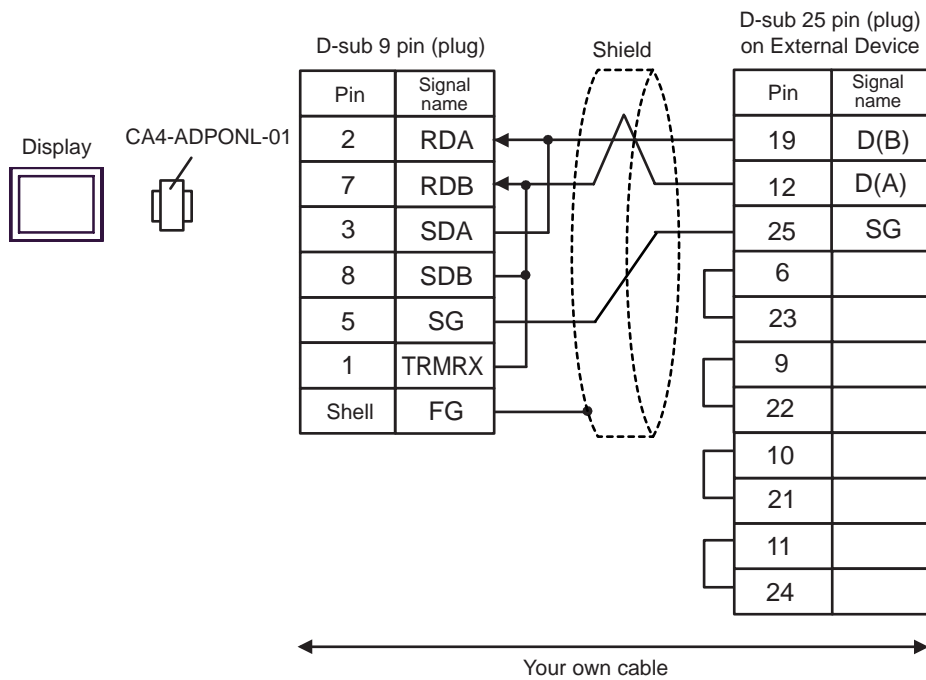 D-sub 9 pin (plug)
Shield
D-sub 25 pin (plug)
on External Device
Display
CA4-ADPONL-01
Pin Signal name
2 RDA
7 RDB
3 SDA
8 SDB
5 SG
1 TRMRX
Shell FG
Pin Signal name
19 D(B)
12 D(A)
25 SG
6
23
9
22
10
21
11
24
Your own cable